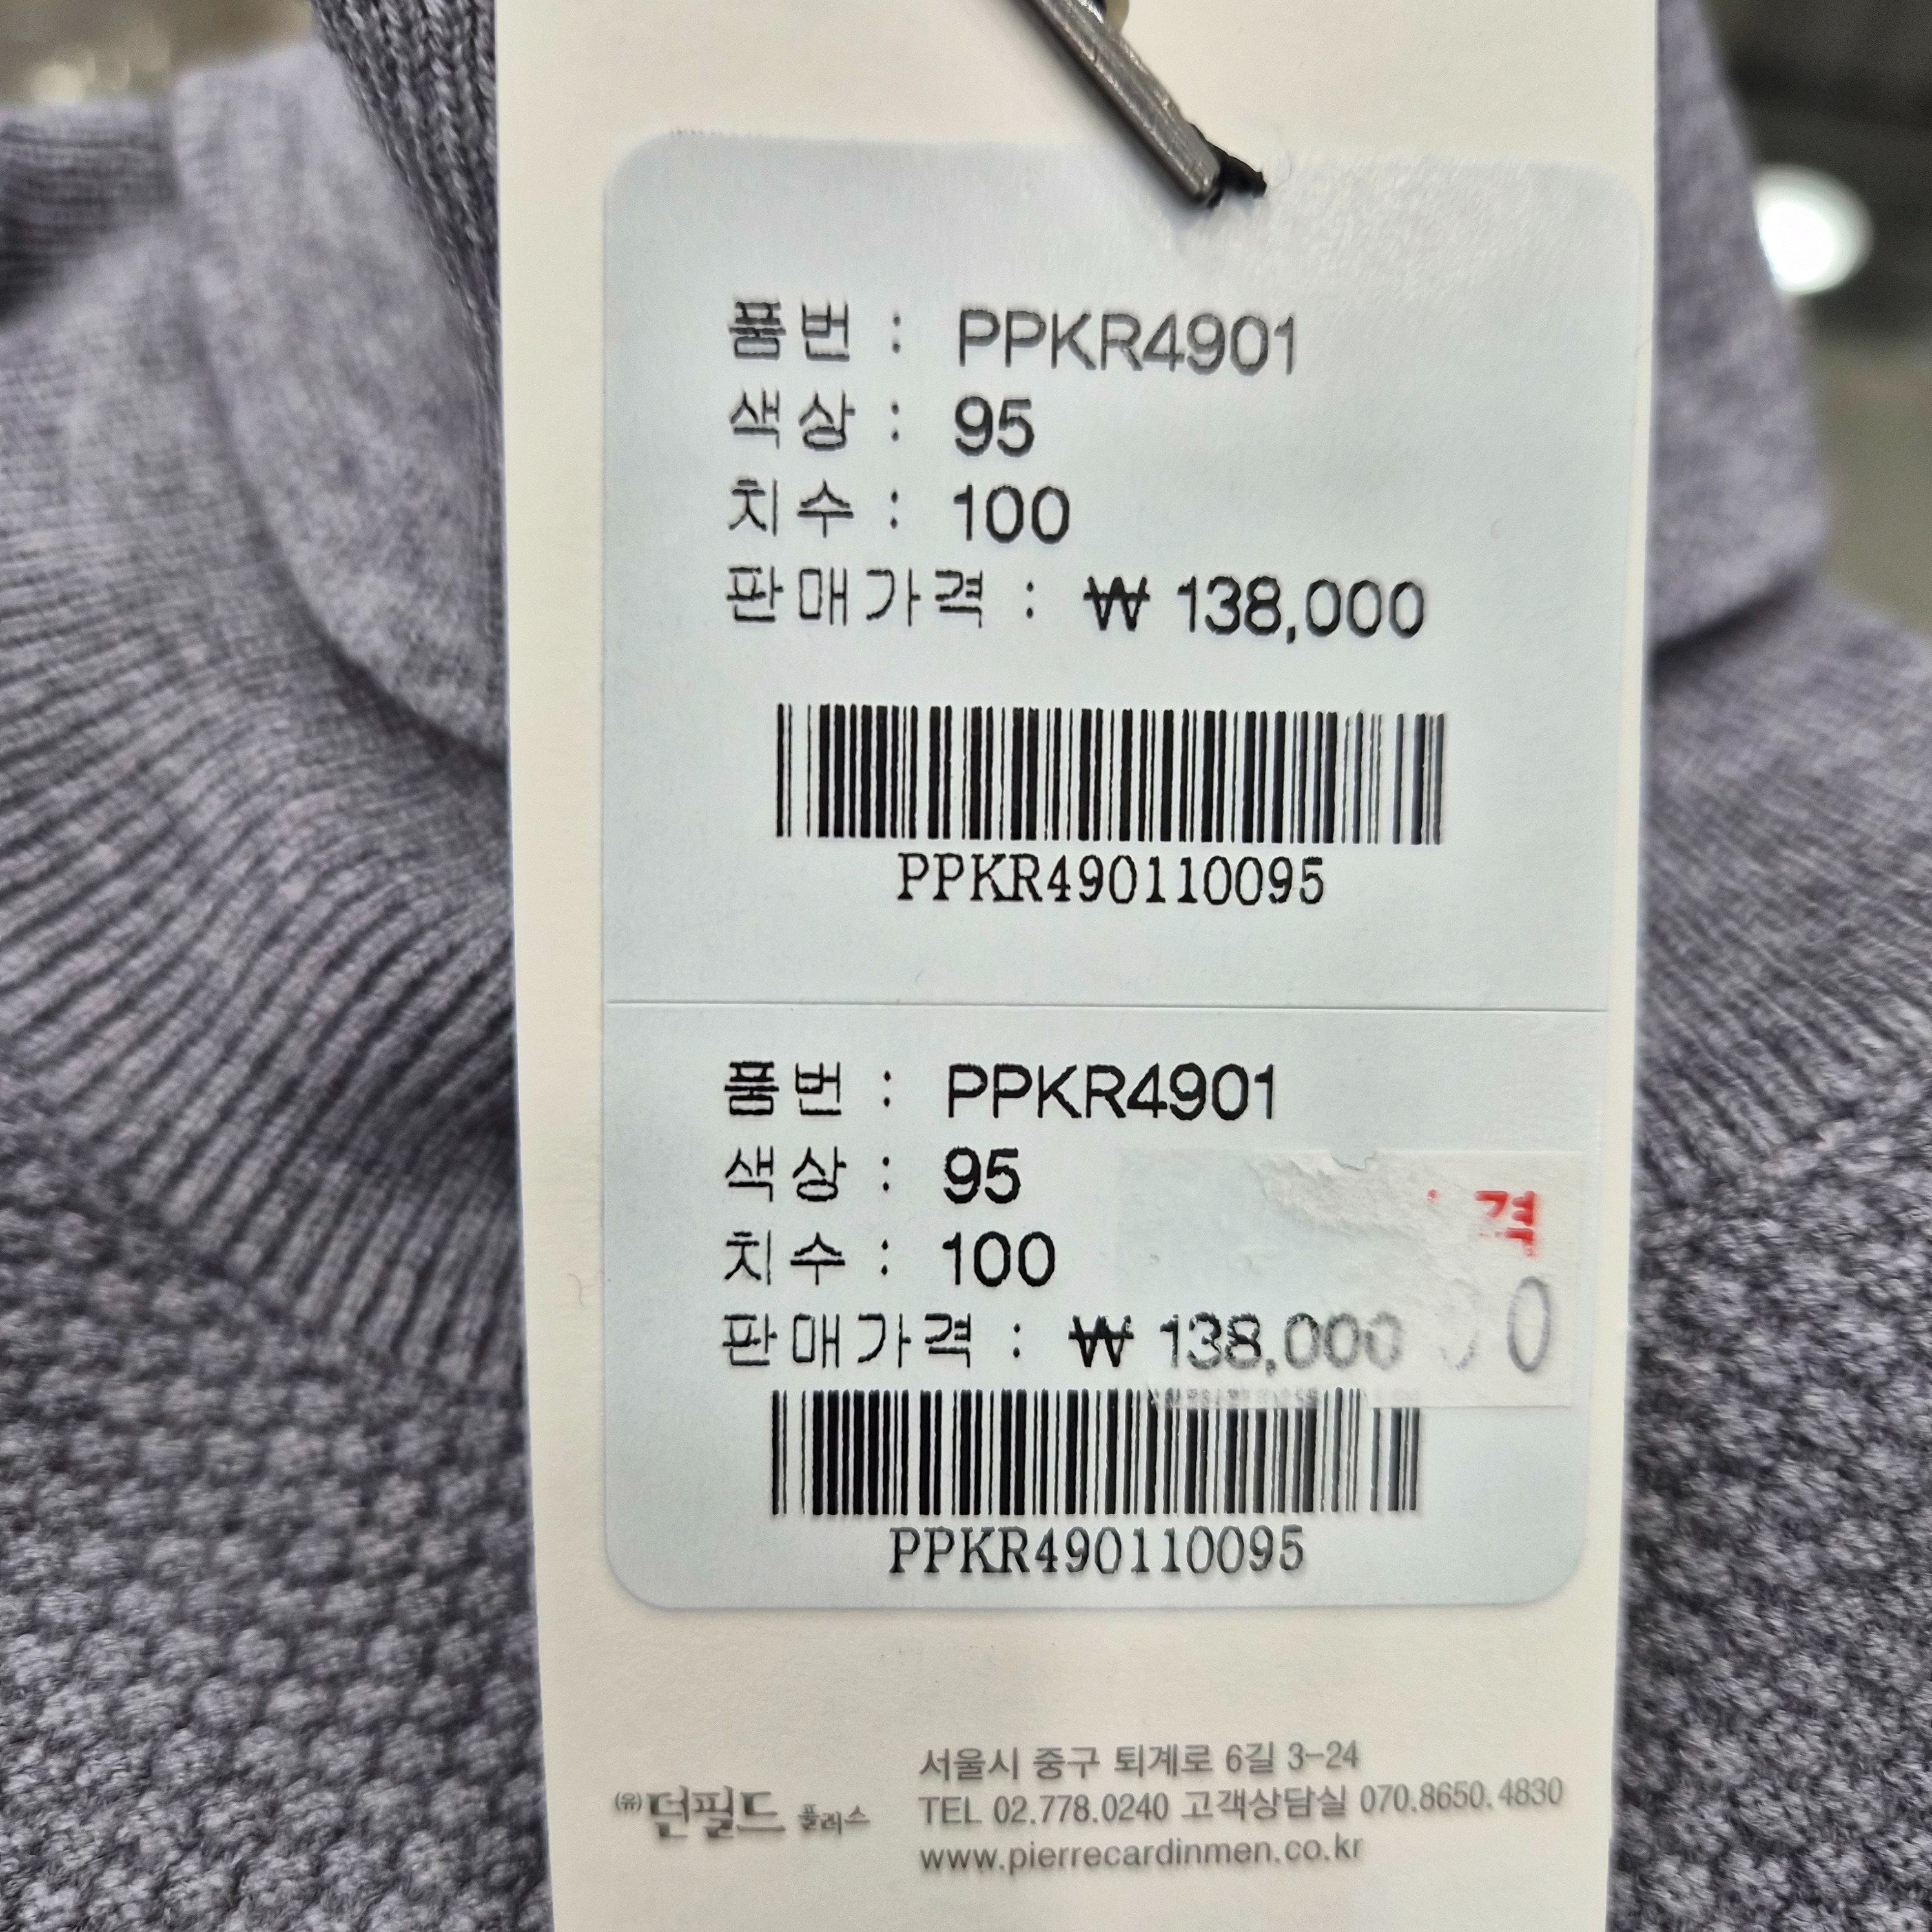 품번 : PPKR4901
색상 : 95
치수 : 100
판매가격 : ₩ 138,000
PPKR490110095
품번 : PPKR4901
색상 : 95
격
치수 : 100
0
판매가격 : ₩ 138,000
PPKR490110095
서울시 중구 퇴계로 6길 3-24
㈲던필드 플러스 TEL 02.778.0240 고객상담실 070.8650.4830
www.pierrecardinmen.co.kr